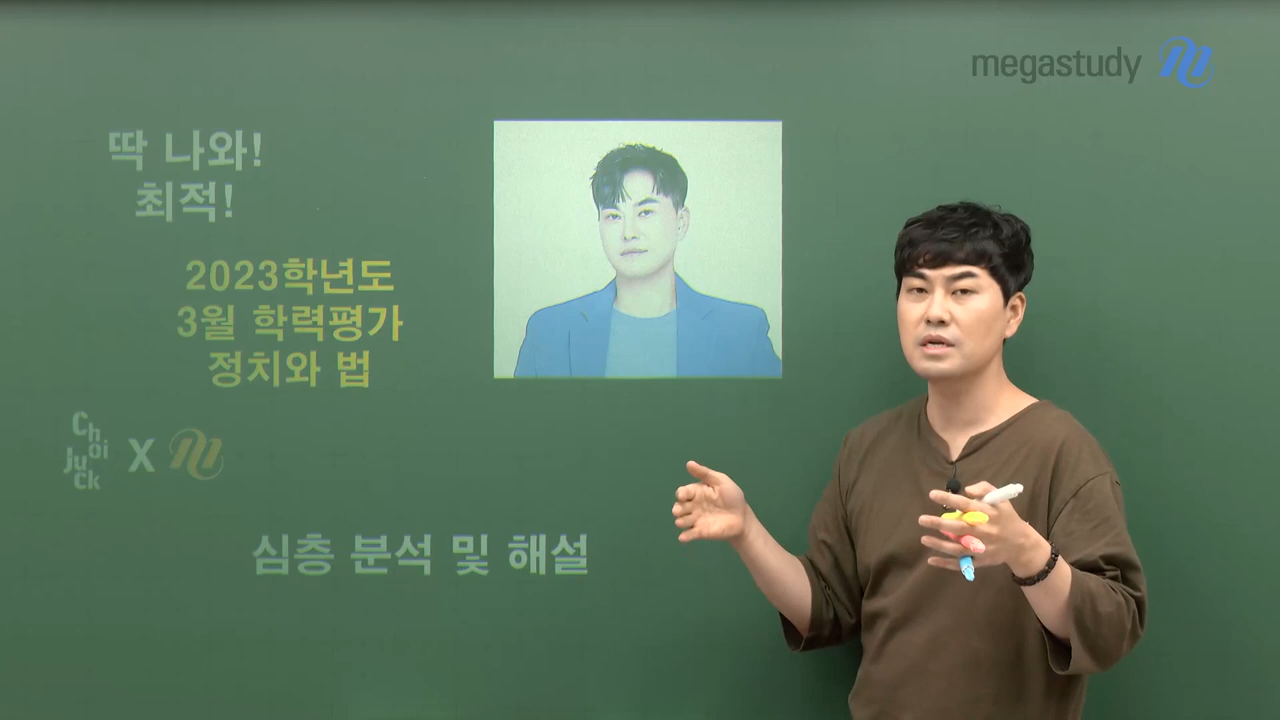 megastudy
딱 나와!
최적!
2023학년도
3월 학력평가
정치와 법
Choi
Juck
X
심층 분석 및 해설